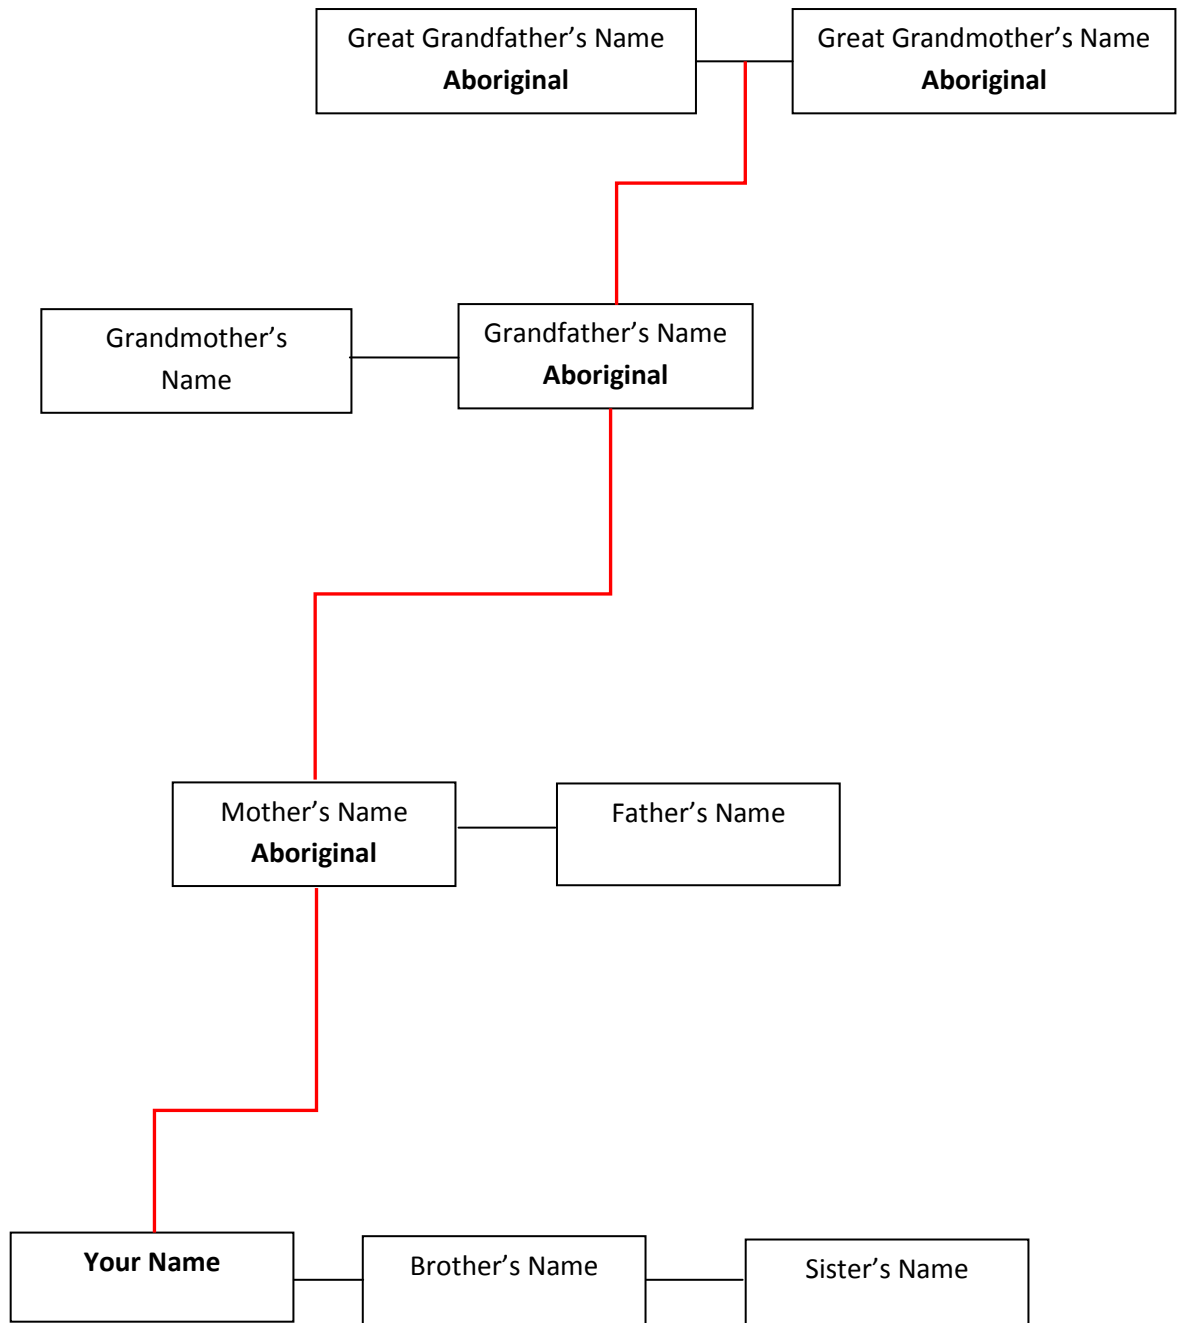 Great Grandfather’s Name
Aboriginal
Great Grandmother’s Name
Aboriginal
Grandmother’s
Name
Grandfather’s Name
Aboriginal
Mother’s Name
Aboriginal
Father’s Name
Your Name
Brother’s Name
Sister’s Name